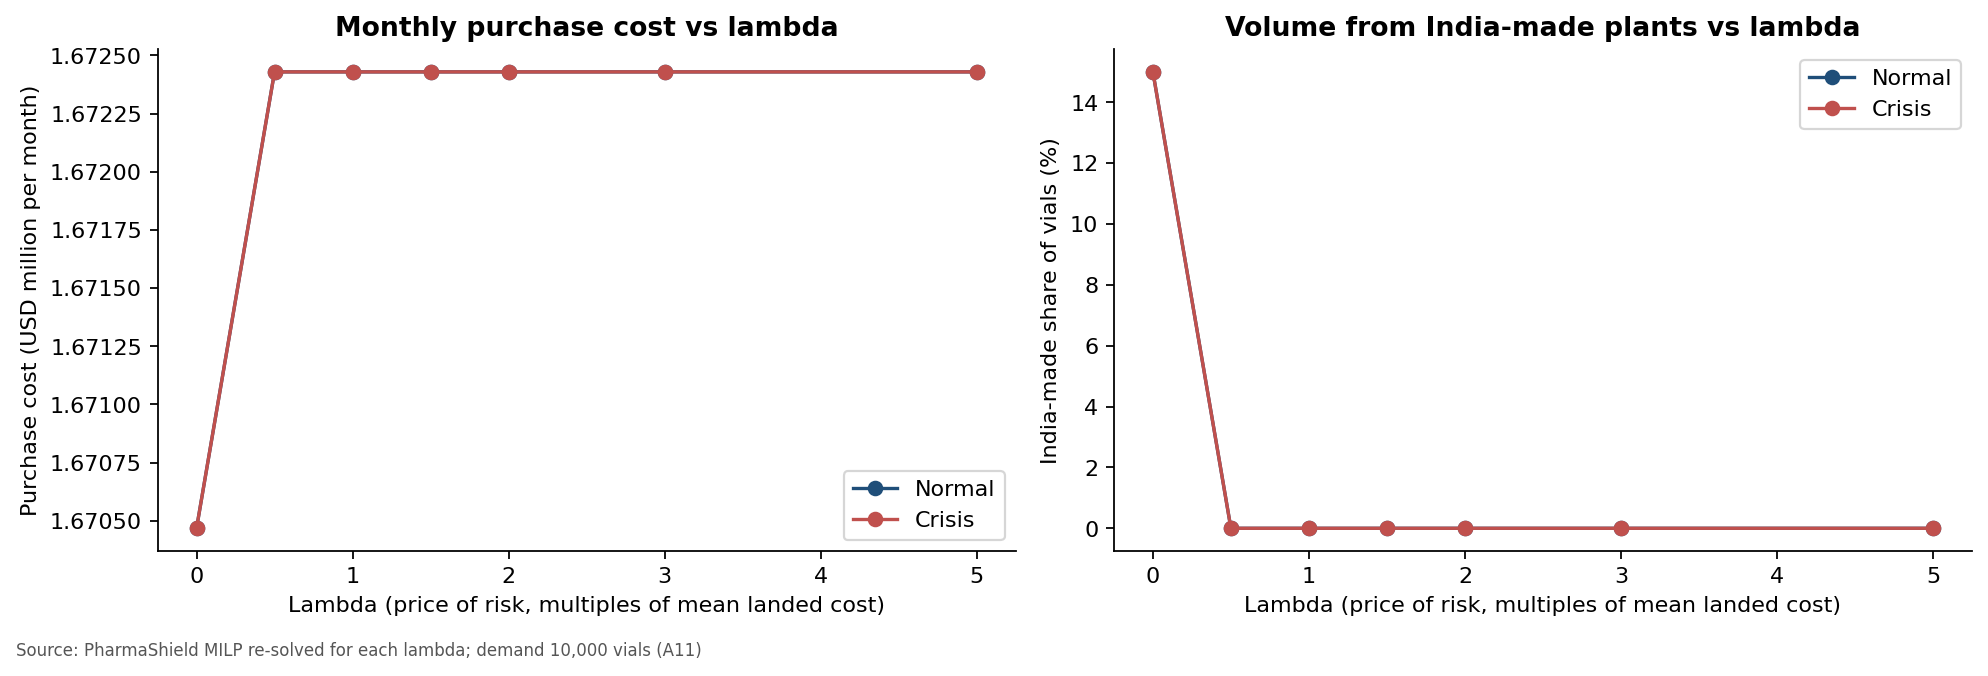 Monthly purchase cost vs lambda
Purchase cost (USD million per month)
1.67250
1.67225
1.67200
1.67175
1.67150
1.67125
1.67100
1.67075
1.67050
Normal
Crisis
0 1 2 3 4 5
Lambda (price of risk, multiples of mean landed cost)
Volume from India-made plants vs lambda
India-made share of vials (%)
14
12
10
8
6
4
2
0
Normal
Crisis
0 1 2 3 4 5
Lambda (price of risk, multiples of mean landed cost)
Source: PharmaShield MILP re-solved for each lambda; demand 10,000 vials (A11)